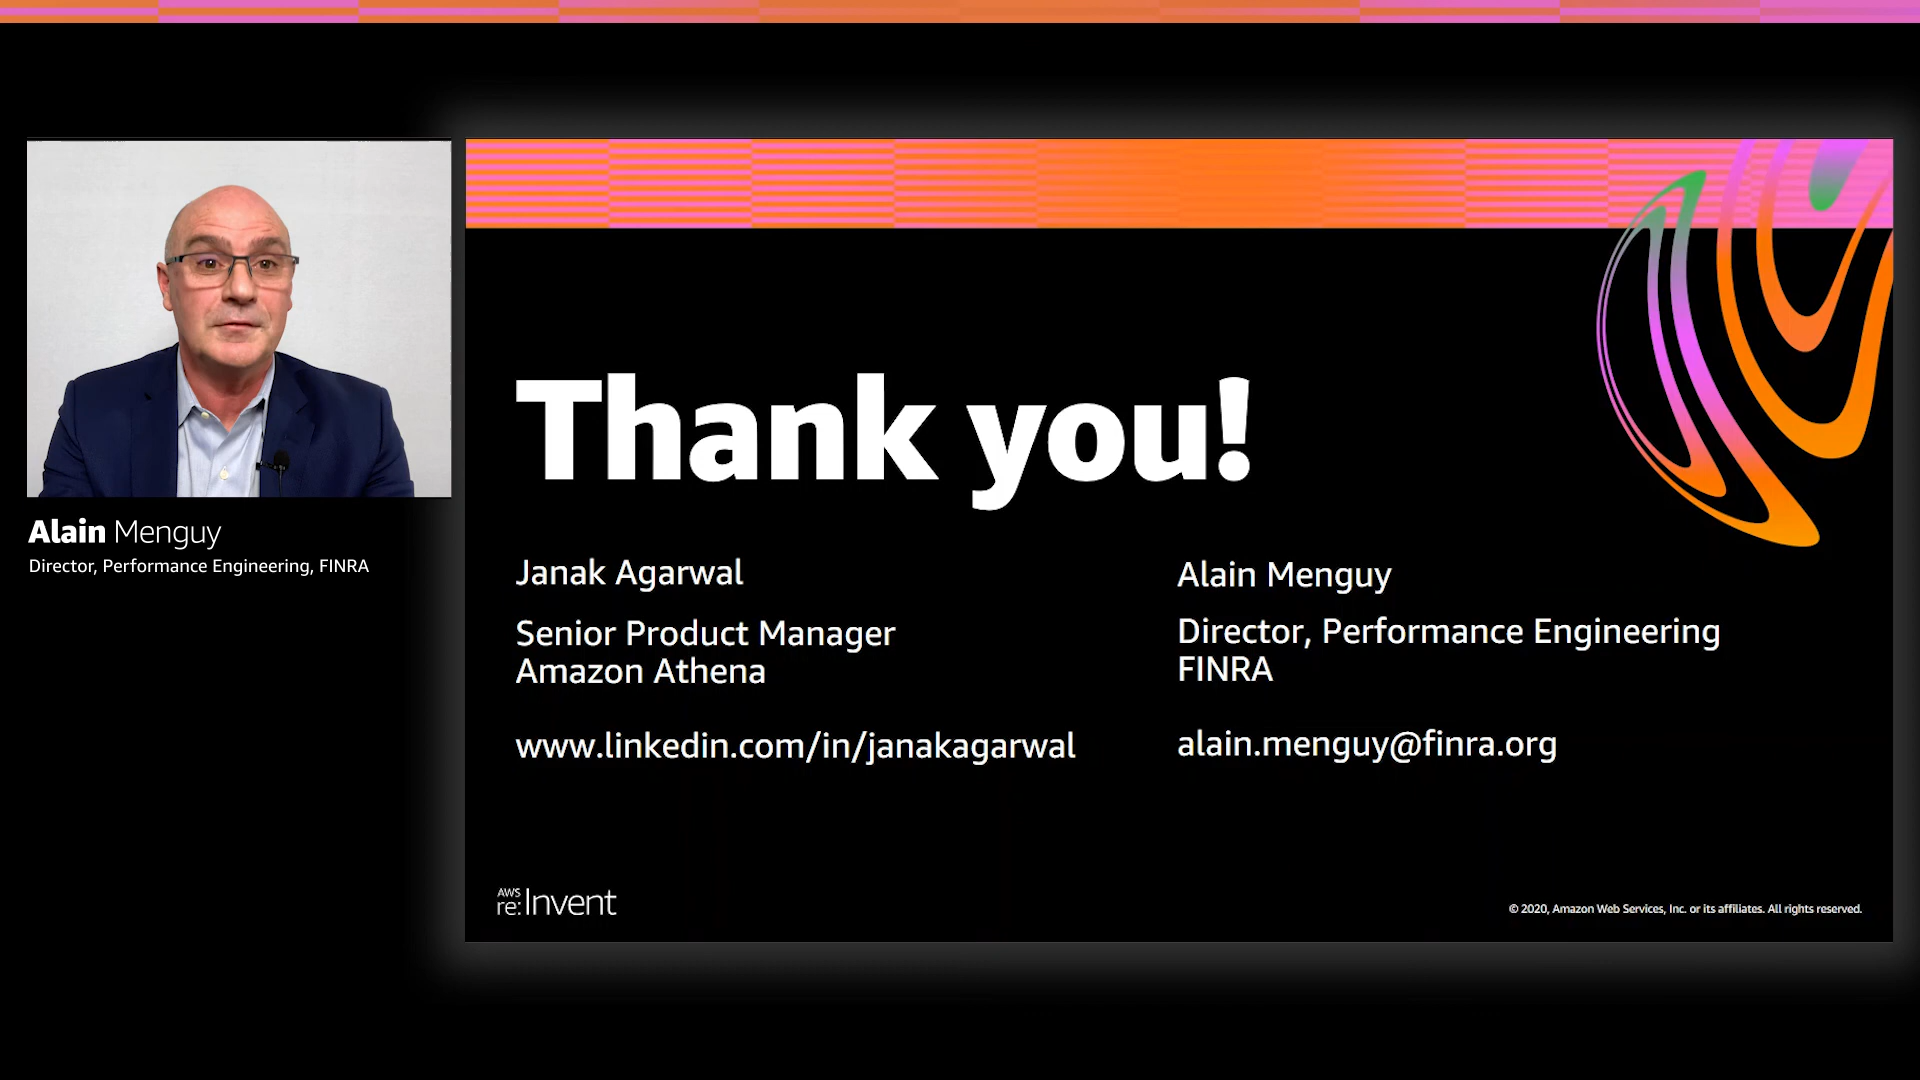 Alain Menguy
Director, Performance Engineering, FINRA
Thank you!
Janak Agarwal
Senior Product Manager
Amazon Athena
www.linkedin.com/in/janakagarwal
Alain Menguy
Director, Performance Engineering
FINRA
alain.menguy@finra.org
AWS
re:Invent
© 2020, Amazon Web Services, Inc. or its affiliates. All rights reserved.